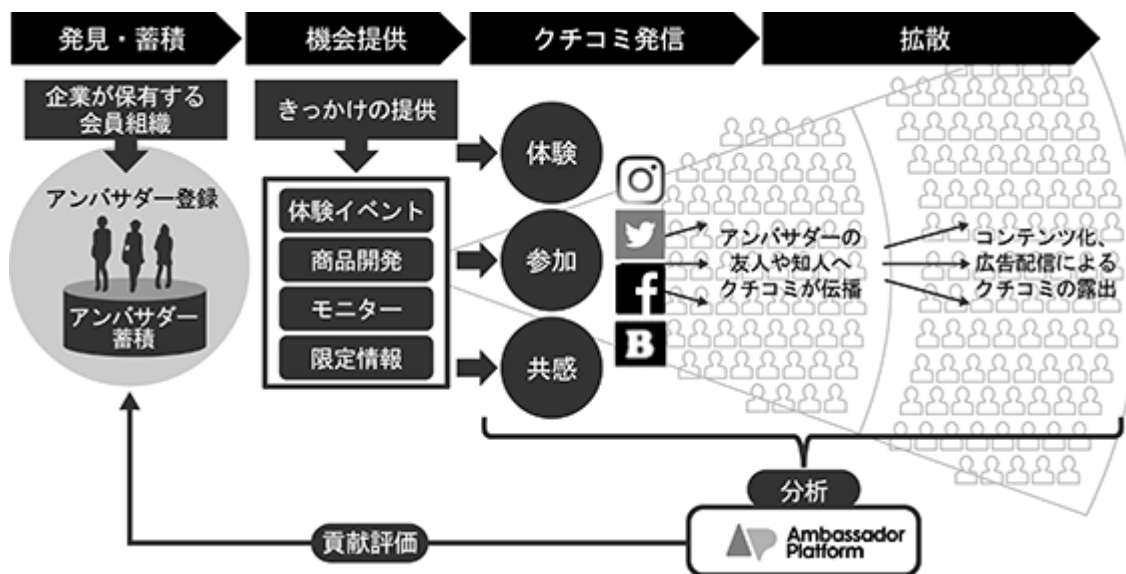 発見・蓄積
機会提供
クチコミ発信
拡散
企業が保有する
会員組織
アンバサダー登録
アンバサダー
蓄積
きっかけの提供
体験イベント
商品開発
モニター
限定情報
体験
参加
共感
B
アンバサダーの
友人や知人へ
クチコミが伝播
コンテンツ化、
広告配信による
クチコミの露出
分析
Ambassador
Platform
貢献評価